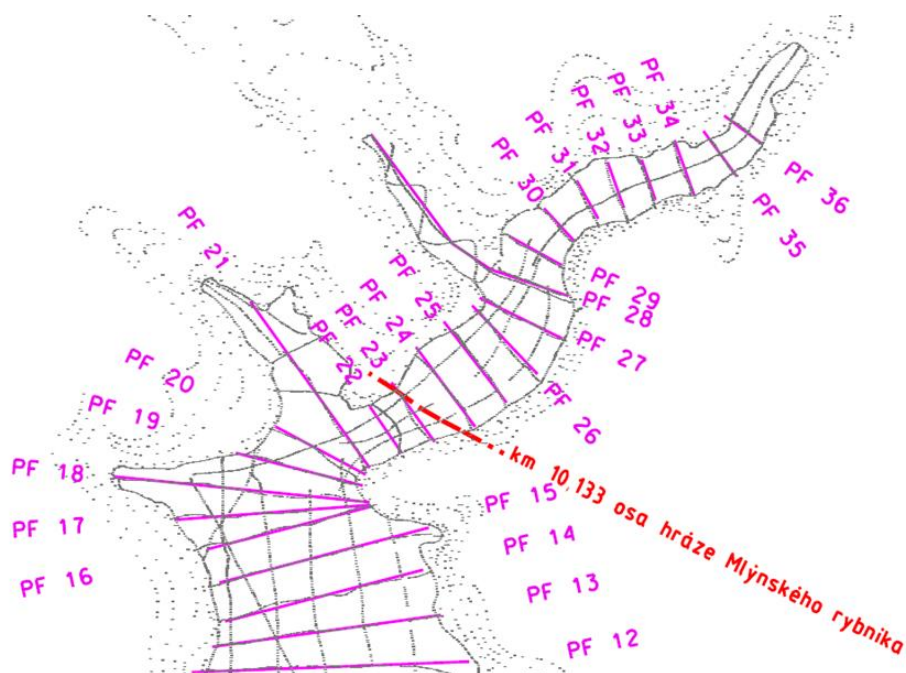 PF 34
PF 33
PF 32
PF 31
PF 30
PF 36
PF 35
PF 21
PF 25
PF 24
PF 23
PF 22
PF 29
PF 28
PF 27
PF 26
PF 20
PF 19
PF 18
PF 17
PF 16
PF 15
PF 14
PF 13
PF 12
km 10,133 osa hráze Mlýnského rybníka